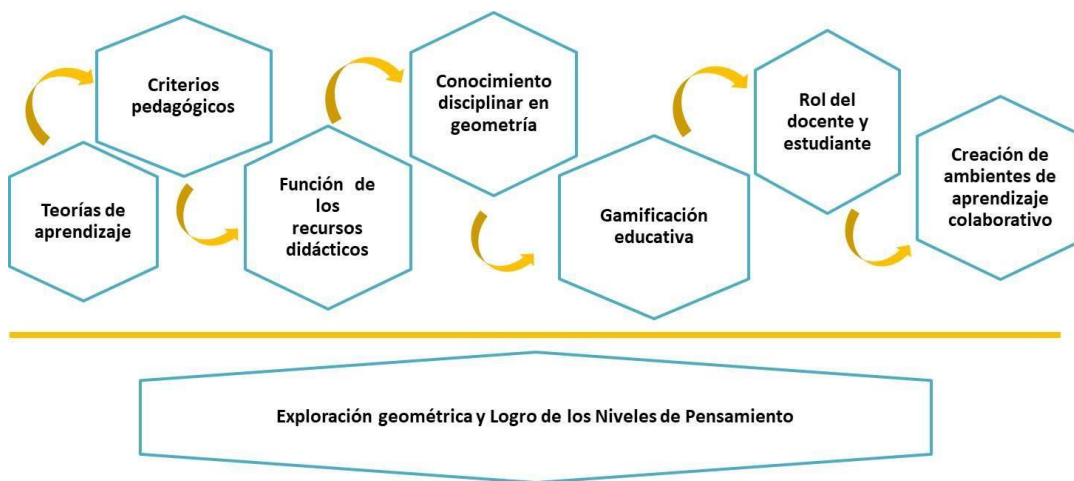 Teorías de
aprendizaje
Criterios
pedagógicos
Función de
los
recursos
didácticos
Conocimiento
disciplinar en
geometría
Gamificación
educativa
Rol del
docente y
estudiante
Creación de
ambientes de
aprendizaje
colaborativo
Exploración geométrica y Logro de los Niveles de Pensamiento